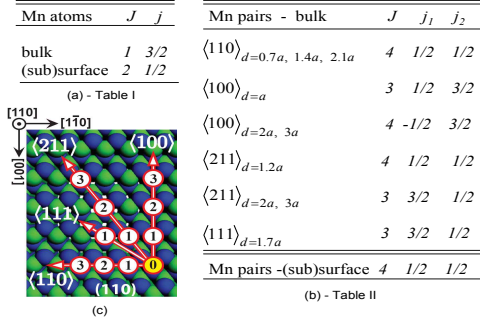 Mn atoms J j
bulk 1 3/2
(sub)surface 2 1/2
(a) - Table I
[110] [11̄0]
[001]
⟨211⟩ ⟨100⟩
3 3
2 2
⟨111⟩ 1 1 1
⟨110⟩ 3 2 1 0
(110)
(c)
Mn pairs - bulk J j₁ j₂
⟨110⟩d=0.7a, 1.4a, 2.1a 4 1/2 1/2
⟨100⟩d=a 3 1/2 3/2
⟨100⟩d=2a, 3a 4 -1/2 3/2
⟨211⟩d=1.2a 4 1/2 1/2
⟨211⟩d=2a, 3a 3 3/2 1/2
⟨111⟩d=1.7a 3 3/2 1/2
Mn pairs -(sub)surface 4 1/2 1/2
(b) - Table II